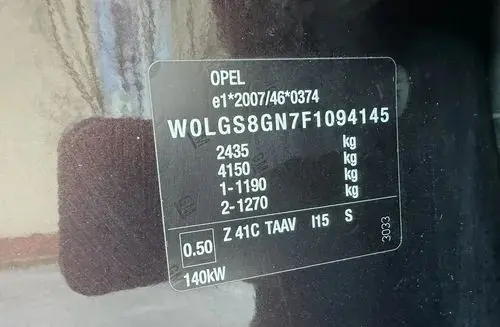 OPEL
e1*2007/46*0374
W0LGS8GN7F1094145
2435 kg
4150 kg
1-1190 kg
2-1270 kg
0.50 Z 41C TAAV I15 S
140kW
3033